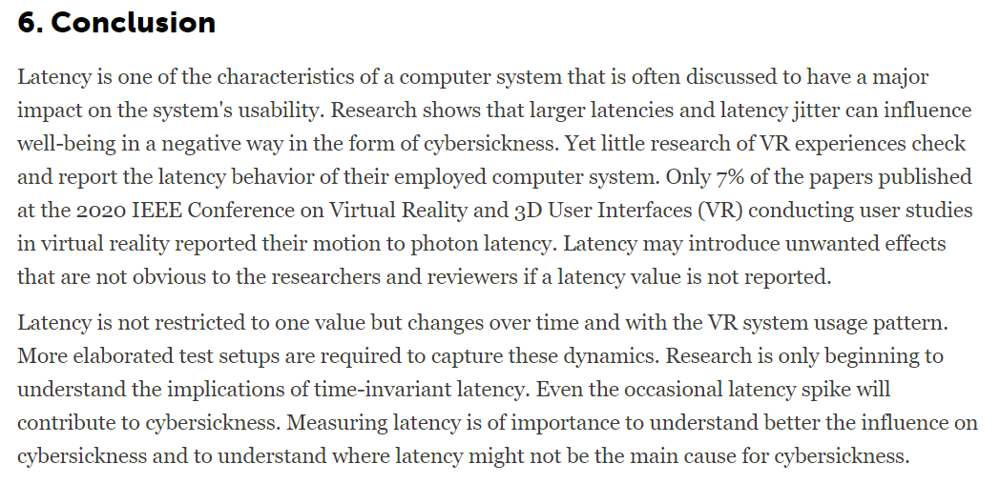 6. Conclusion
Latency is one of the characteristics of a computer system that is often discussed to have a major
impact on the system's usability. Research shows that larger latencies and latency jitter can influence
well-being in a negative way in the form of cybersickness. Yet little research of VR experiences check
and report the latency behavior of their employed computer system. Only 7% of the papers published
at the 2020 IEEE Conference on Virtual Reality and 3D User Interfaces (VR) conducting user studies
in virtual reality reported their motion to photon latency. Latency may introduce unwanted effects
that are not obvious to the researchers and reviewers if a latency value is not reported.
Latency is not restricted to one value but changes over time and with the VR system usage pattern.
More elaborated test setups are required to capture these dynamics. Research is only beginning to
understand the implications of time-invariant latency. Even the occasional latency spike will
contribute to cybersickness. Measuring latency is of importance to understand better the influence on
cybersickness and to understand where latency might not be the main cause for cybersickness.